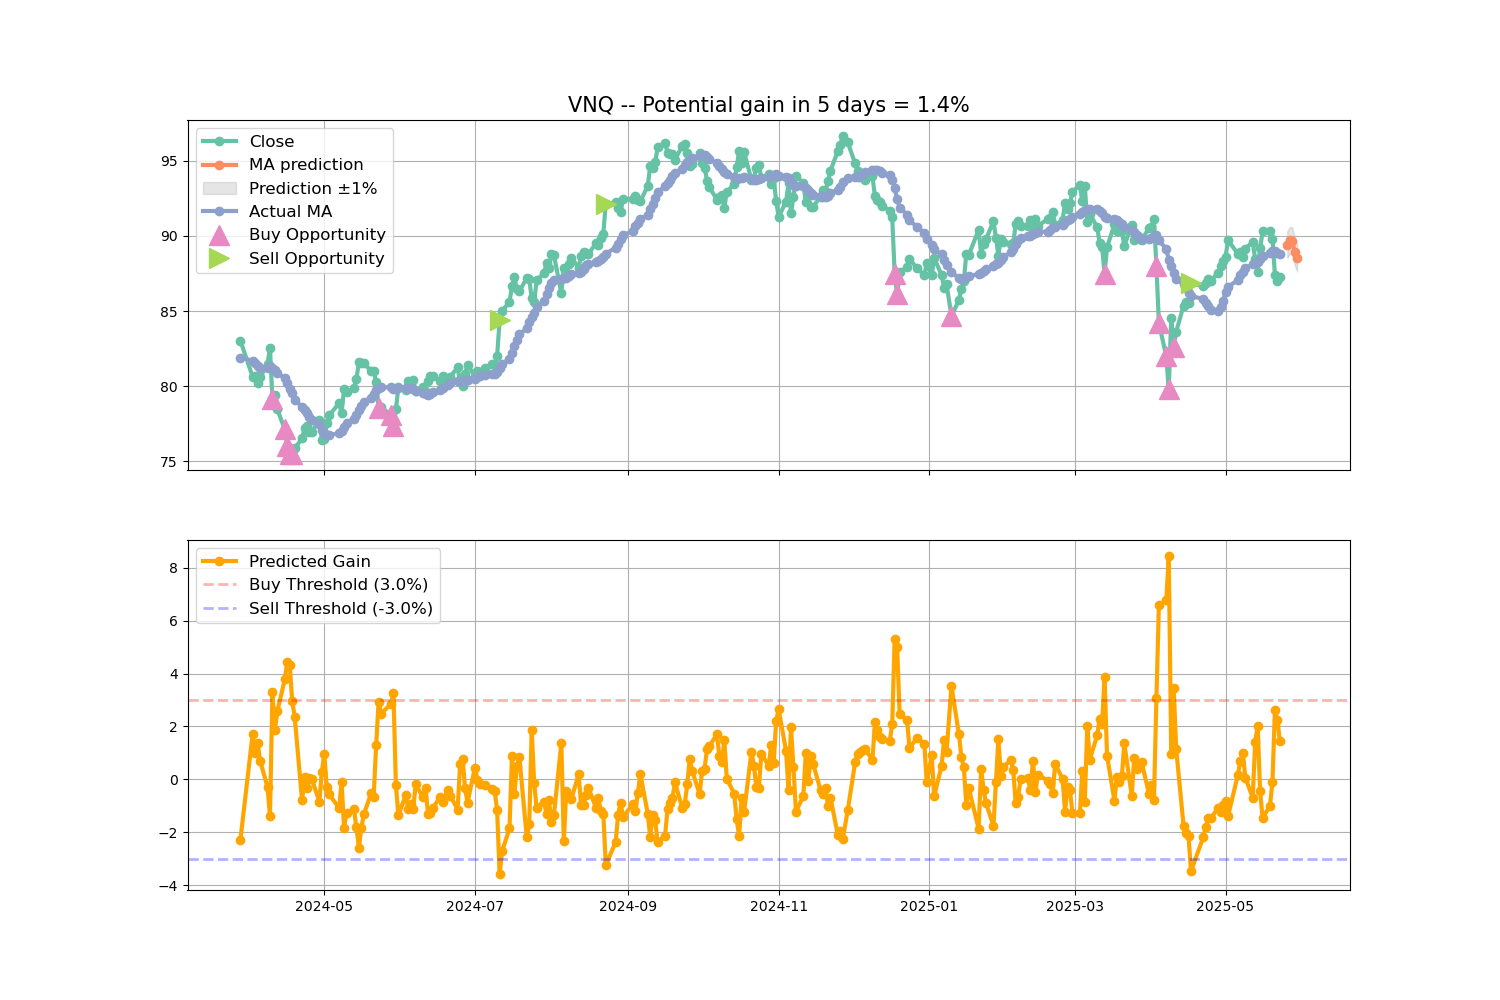 VNQ -- Potential gain in 5 days = 1.4%
Close
MA prediction
Prediction ±1%
Actual MA
Buy Opportunity
Sell Opportunity
95
90
85
80
75
Predicted Gain
Buy Threshold (3.0%)
Sell Threshold (-3.0%)
8
6
4
2
0
−2
−4
2024-05
2024-07
2024-09
2024-11
2025-01
2025-03
2025-05